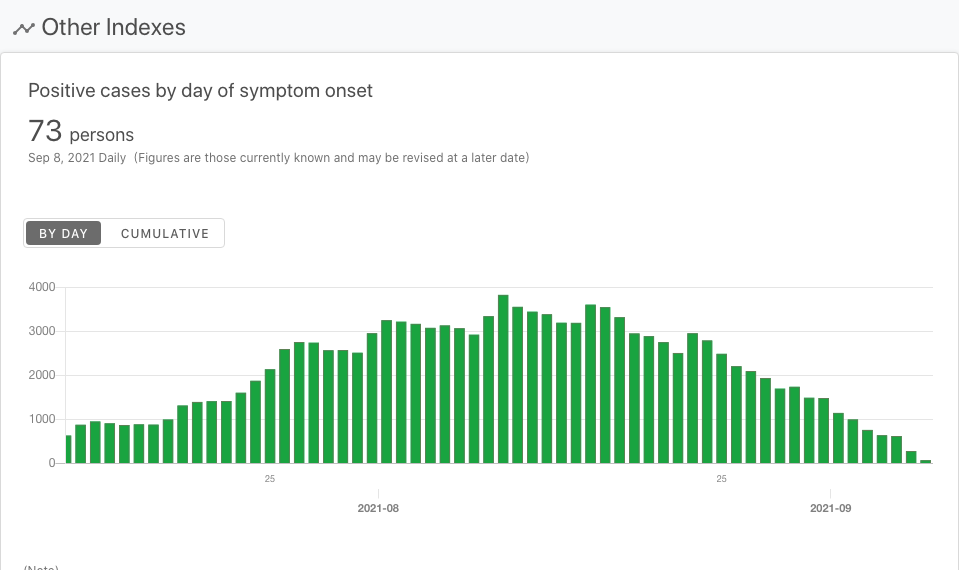 Other Indexes
Positive cases by day of symptom onset
73 persons
Sep 8, 2021 Daily (Figures are those currently known and may be revised at a later date)
BY DAY CUMULATIVE
4000
3000
2000
1000
0
25 25
2021-08 2021-09
(Note)